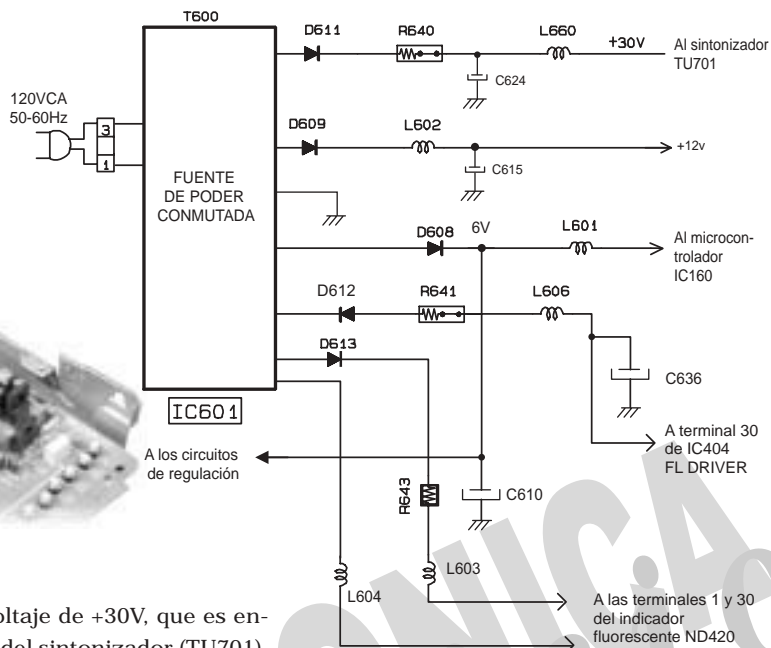 T600
D611
R640
L660
+30V
Al sintonizador
TU701
C624
120VCA
50-60Hz
3
1
D609
L602
+12v
C615
FUENTE
DE PODER
CONMUTADA
D608
6V
L601
Al microcon-
trolador
IC160
D612
R641
L606
D613
C636
IC601
A los circuitos
de regulación
A terminal 30
de IC404
FL DRIVER
R643
C610
L604
L603
A las terminales 1 y 30
del indicador
fluorescente ND420
oltaje de +30V, que es en-
del sintonizador (TU701)